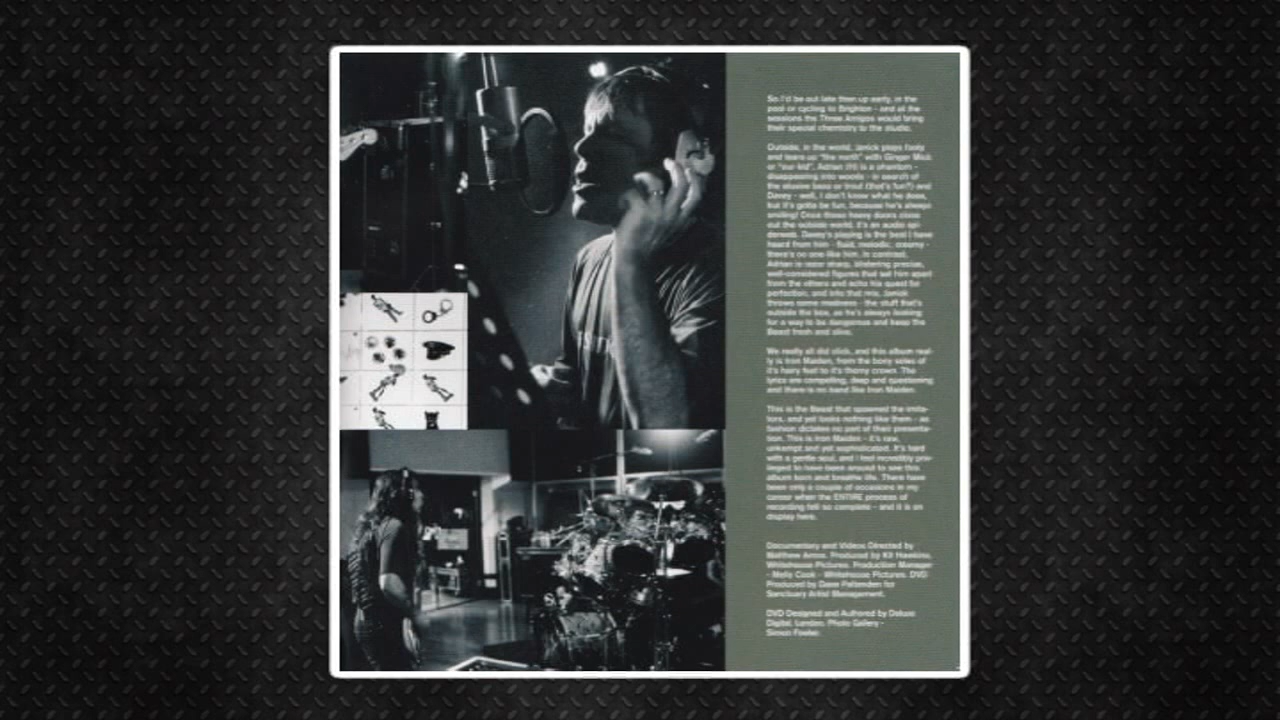 So I'd be out late then up early, in the
pool or cycling to Brighton - and all the
sessions the Three Amigos would bring
their special chemistry to the studio.
Outside, in the world, Janick plays footy
and tears up "the north" with Ginger Mick
or "our kid", Adrian (H) is a phantom -
disappearing into woods - in search of
the elusive bass or trout (that's fun?) and
Davey - well, I don't know what he does,
but it's gotta be fun, because he's always
smiling! Once those heavy doors close
out the outside world, it's an audio spi-
derweb. Davey's playing is the best I have
heard from him - fluid, melodic, creamy -
there's no one like him. In contrast,
Adrian is razor sharp, blistering precise,
well-considered figures that set him apart
from the others and echo his quest for
perfection, and into that mix, Janick
throws some madness - the stuff that's
outside the box, as he's always looking
for a way to be dangerous and keep the
Beast fresh and alive.
We really all did click, and this album real-
ly is Iron Maiden, from the bony soles of
it's hairy feet to it's thorny crown. The
lyrics are compelling, deep and questioning
and there is no band like Iron Maiden.
This is the Beast that spawned the imita-
tors, and yet looks nothing like them - as
fashion dictates no part of their presenta-
tion. This is Iron Maiden - it's raw,
unkempt and yet sophisticated. It's hard
with a gentle soul, and I feel incredibly priv-
ileged to have been around to see this
album born and breathe life. There have
been only a couple of occasions in my
career when the ENTIRE process of
recording felt so complete - and it is on
display here.
Documentary and Videos Directed by
Matthew Amos. Produced by Kit Hawkins,
Whitehouse Pictures. Production Manager
- Melly Cook - Whitehouse Pictures. DVD
Produced by Dave Pattenden for
Sanctuary Artist Management.
DVD Designed and Authored by Deluxe
Digital, London. Photo Gallery -
Simon Fowler.